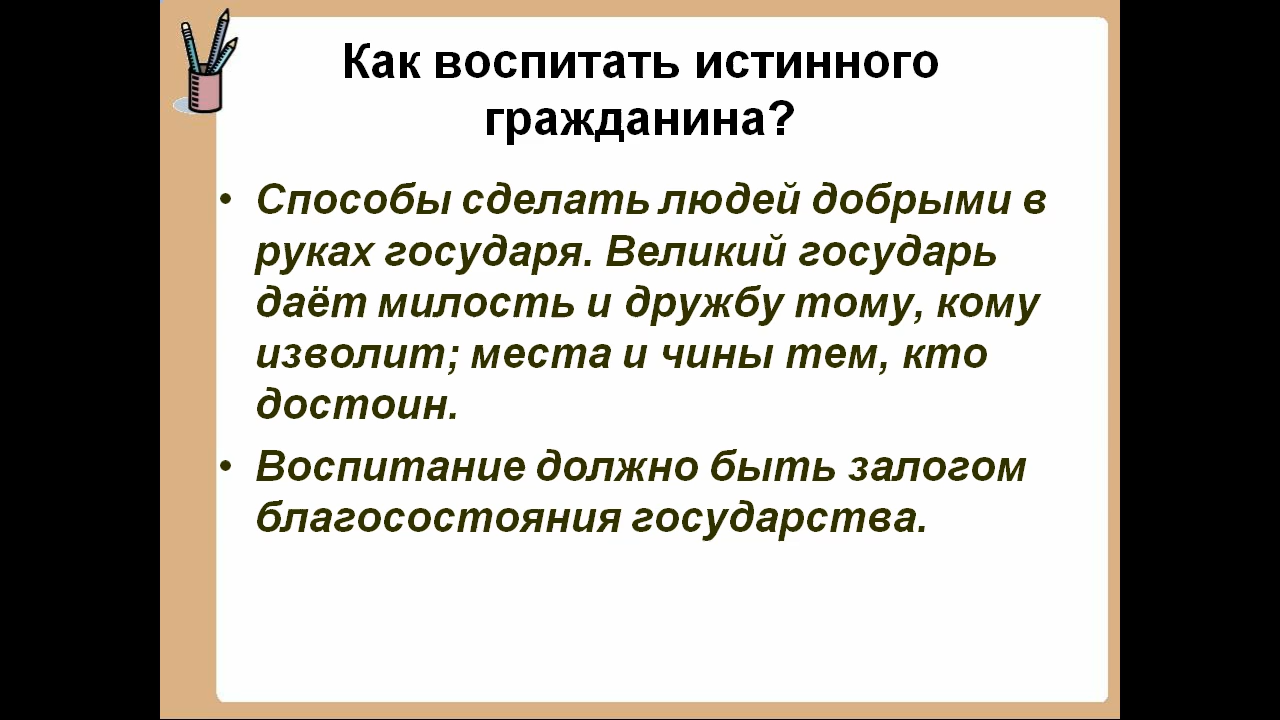 Как воспитать истинного
гражданина?
• Способы сделать людей добрыми в
руках государя. Великий государь
даёт милость и дружбу тому, кому
изволит; места и чины тем, кто
достоин.
• Воспитание должно быть залогом
благосостояния государства.